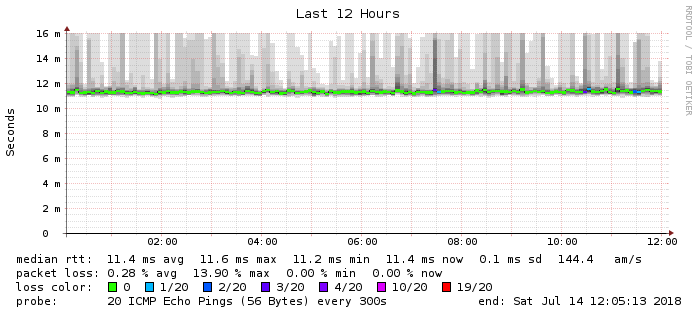 Last 12 Hours
RRDTOOL / TOBI OETIKER
Seconds
16 m
14 m
12 m
10 m
8 m
6 m
4 m
2 m
0
02:00 04:00 06:00 08:00 10:00 12:00
median rtt: 11.4 ms avg 11.6 ms max 11.2 ms min 11.4 ms now 0.1 ms sd 144.4 am/s
packet loss: 0.28 % avg 13.90 % max 0.00 % min 0.00 % now
loss color: 0 1/20 2/20 3/20 4/20 10/20 19/20
probe: 20 ICMP Echo Pings (56 Bytes) every 300s end: Sat Jul 14 12:05:13 2018